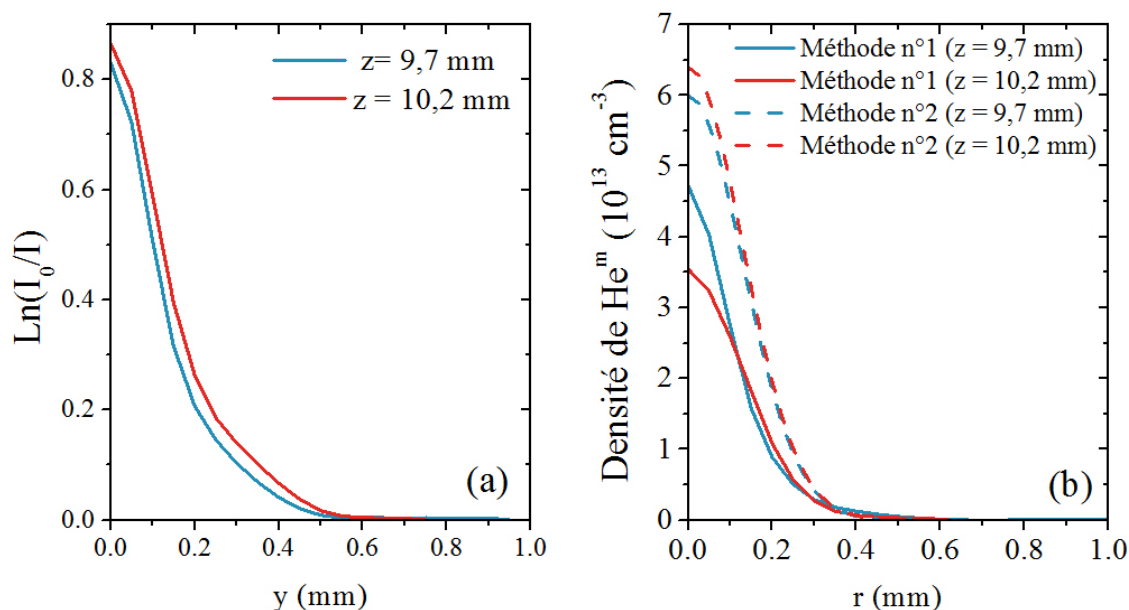 Ln(I₀/I)
0.8
0.6
0.4
0.2
0.0
z= 9,7 mm
z = 10,2 mm
(a)
0.0 0.2 0.4 0.6 0.8 1.0
y (mm)
Densité de Heᵐ (10¹³ cm⁻³)
7
6
5
4
3
2
1
0
Méthode n°1 (z = 9,7 mm)
Méthode n°1 (z = 10,2 mm)
Méthode n°2 (z = 9,7 mm)
Méthode n°2 (z = 10,2 mm)
(b)
0.0 0.2 0.4 0.6 0.8 1.0
r (mm)